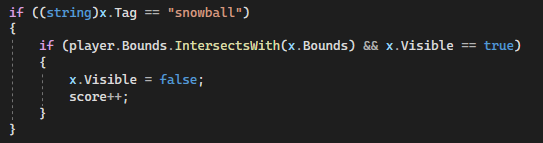 if ((string)x.Tag == "snowball")
{
if (player.Bounds.IntersectsWith(x.Bounds) && x.Visible == true)
{
x.Visible = false;
score++;
}
}